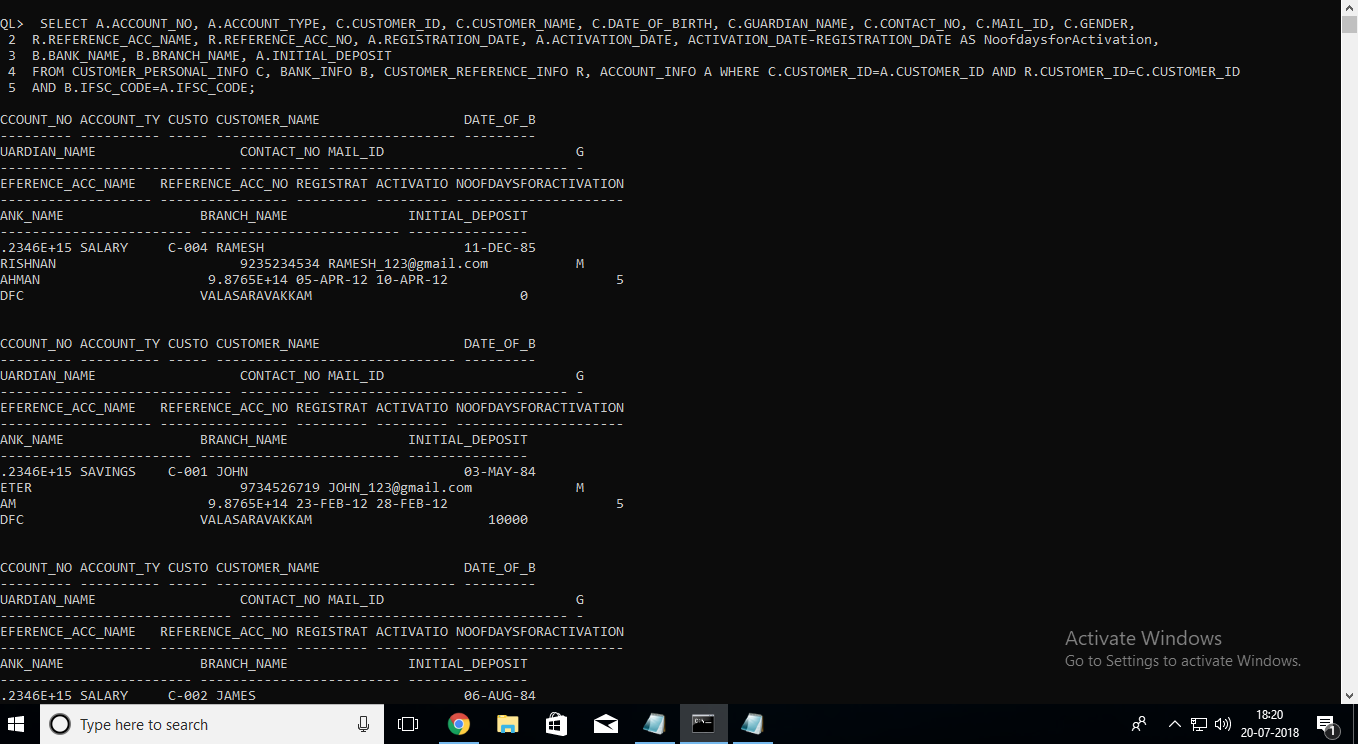 QL>  SELECT A.ACCOUNT_NO, A.ACCOUNT_TYPE, C.CUSTOMER_ID, C.CUSTOMER_NAME, C.DATE_OF_BIRTH, C.GUARDIAN_NAME, C.CONTACT_NO, C.MAIL_ID, C.GENDER,
2  R.REFERENCE_ACC_NAME, R.REFERENCE_ACC_NO, A.REGISTRATION_DATE, A.ACTIVATION_DATE, ACTIVATION_DATE-REGISTRATION_DATE AS NoofdaysforActivation,
3  B.BANK_NAME, B.BRANCH_NAME, A.INITIAL_DEPOSIT
4  FROM CUSTOMER_PERSONAL_INFO C, BANK_INFO B, CUSTOMER_REFERENCE_INFO R, ACCOUNT_INFO A WHERE C.CUSTOMER_ID=A.CUSTOMER_ID AND R.CUSTOMER_ID=C.CUSTOMER_ID
5  AND B.IFSC_CODE=A.IFSC_CODE;
CCOUNT_NO ACCOUNT_TY CUSTO CUSTOMER_NAME                  DATE_OF_B
--------- ---------- ----- ------------------------------ ---------
UARDIAN_NAME                  CONTACT_NO MAIL_ID                        G
----------------------------- ---------- ------------------------------ -
EFERENCE_ACC_NAME   REFERENCE_ACC_NO REGISTRAT ACTIVATIO NOOFDAYSFORACTIVATION
------------------- ---------------- --------- --------- ---------------------
ANK_NAME                 BRANCH_NAME               INITIAL_DEPOSIT
------------------------ ------------------------- ---------------
.2346E+15 SALARY     C-004 RAMESH                         11-DEC-85
RISHNAN                       9235234534 RAMESH_123@gmail.com           M
AHMAN                     9.8765E+14 05-APR-12 10-APR-12                     5
DFC                      VALASARAVAKKAM                          0
CCOUNT_NO ACCOUNT_TY CUSTO CUSTOMER_NAME                  DATE_OF_B
--------- ---------- ----- ------------------------------ ---------
UARDIAN_NAME                  CONTACT_NO MAIL_ID                        G
----------------------------- ---------- ------------------------------ -
EFERENCE_ACC_NAME   REFERENCE_ACC_NO REGISTRAT ACTIVATIO NOOFDAYSFORACTIVATION
------------------- ---------------- --------- --------- ---------------------
ANK_NAME                 BRANCH_NAME               INITIAL_DEPOSIT
------------------------ ------------------------- ---------------
.2346E+15 SAVINGS    C-001 JOHN                           03-MAY-84
ETER                          9734526719 JOHN_123@gmail.com             M
AM                        9.8765E+14 23-FEB-12 28-FEB-12                     5
DFC                      VALASARAVAKKAM                      10000
CCOUNT_NO ACCOUNT_TY CUSTO CUSTOMER_NAME                  DATE_OF_B
--------- ---------- ----- ------------------------------ ---------
UARDIAN_NAME                  CONTACT_NO MAIL_ID                        G
----------------------------- ---------- ------------------------------ -
EFERENCE_ACC_NAME   REFERENCE_ACC_NO REGISTRAT ACTIVATIO NOOFDAYSFORACTIVATION
------------------- ---------------- --------- --------- ---------------------
ANK_NAME                 BRANCH_NAME               INITIAL_DEPOSIT
------------------------ ------------------------- ---------------
.2346E+15 SALARY     C-002 JAMES                          06-AUG-84
Activate Windows
Go to Settings to activate Windows.
Type here to search
18:20
20-07-2018
1